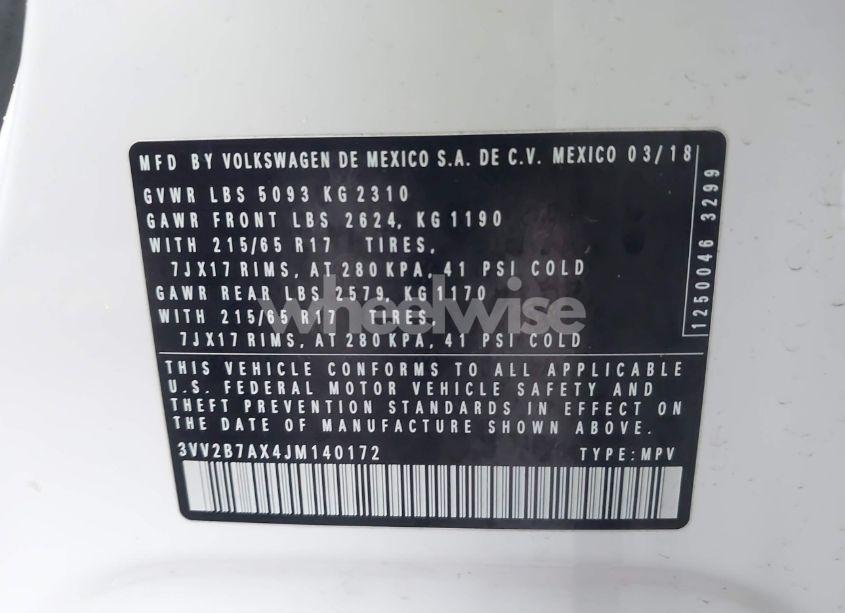 MFD BY VOLKSWAGEN DE MEXICO S.A. DE C.V. MEXICO 03/18
GVWR LBS 5093 KG 2310
GAWR FRONT LBS 2624, KG 1190
WITH 215/65 R17 TIRES,
7JX17 RIMS, AT 280 KPA, 41 PSI COLD
GAWR REAR LBS 2579, KG 1170
WITH 215/65 R17 TIRES,
7JX17 RIMS, AT 280 KPA, 41 PSI COLD
1250046 3299
wheelwise
THIS VEHICLE CONFORMS TO ALL APPLICABLE
U.S. FEDERAL MOTOR VEHICLE SAFETY AND
THEFT PREVENTION STANDARDS IN EFFECT ON
THE DATE OF MANUFACTURE SHOWN ABOVE.
3VV2B7AX4JM140172 TYPE:MPV